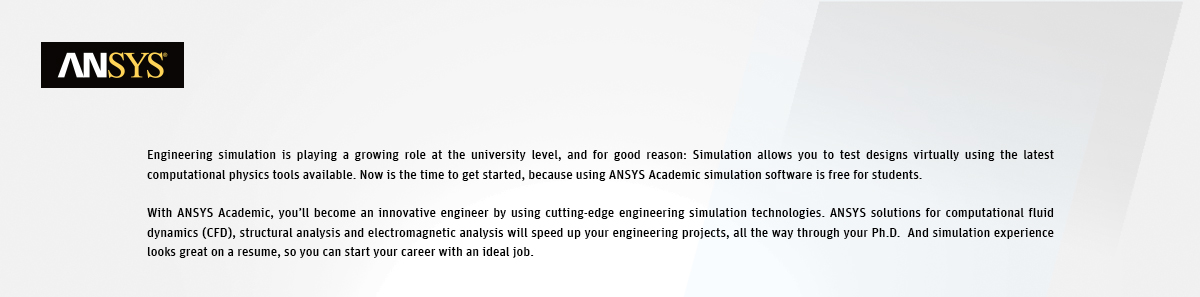 ANSYS®
Engineering simulation is playing a growing role at the university level, and for good reason: Simulation allows you to test designs virtually using the latest
computational physics tools available. Now is the time to get started, because using ANSYS Academic simulation software is free for students.
With ANSYS Academic, you’ll become an innovative engineer by using cutting-edge engineering simulation technologies. ANSYS solutions for computational fluid
dynamics (CFD), structural analysis and electromagnetic analysis will speed up your engineering projects, all the way through your Ph.D.  And simulation experience
looks great on a resume, so you can start your career with an ideal job.